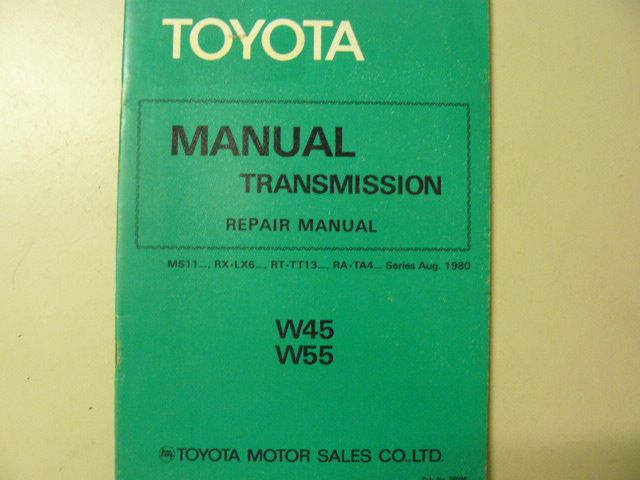 TOYOTA
MANUAL
TRANSMISSION
REPAIR MANUAL
MS11..., RX·LX6..., RT·TT13..., RA·TA4... Series Aug. 1980
W45
W55
TOYOTA MOTOR SALES CO.,LTD.